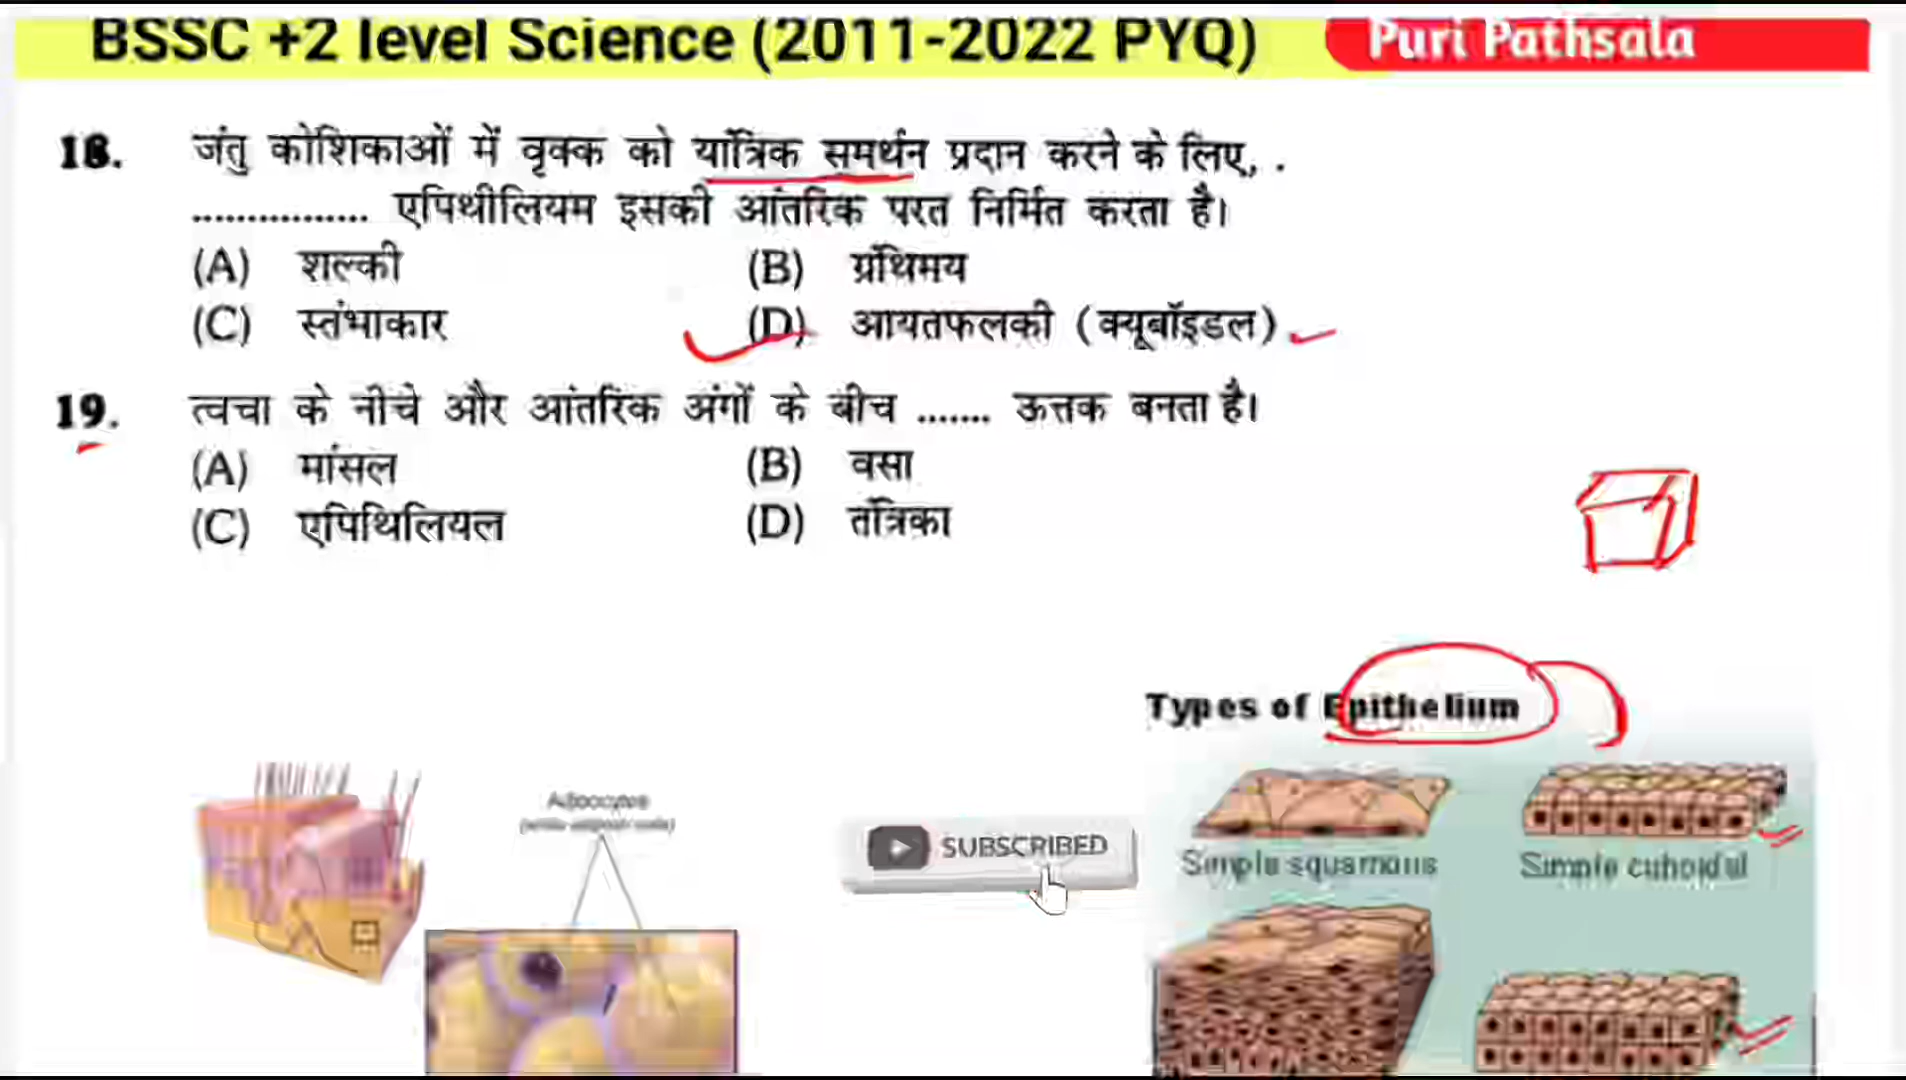 BSSC +2 level Science (2011-2022 PYQ)
Puri Pathsala
18. जंतु कोशिकाओं में वृक्क को यांत्रिक समर्थन प्रदान करने के लिए, .
................ एपिथीलियम इसकी आंतरिक परत निर्मित करता है।
(A) शल्की (B) ग्रंथिमय
(C) स्तंभाकार (D) आयतफलकी (क्यूबॉइडल)
19. त्वचा के नीचे और आंतरिक अंगों के बीच ....... ऊत्तक बनता है।
(A) मांसल (B) वसा
(C) एपिथिलियल (D) तंत्रिका
Types of Epithelium
Adipocytes
SUBSCRIBED
Simple squamous
Simple cuboidal